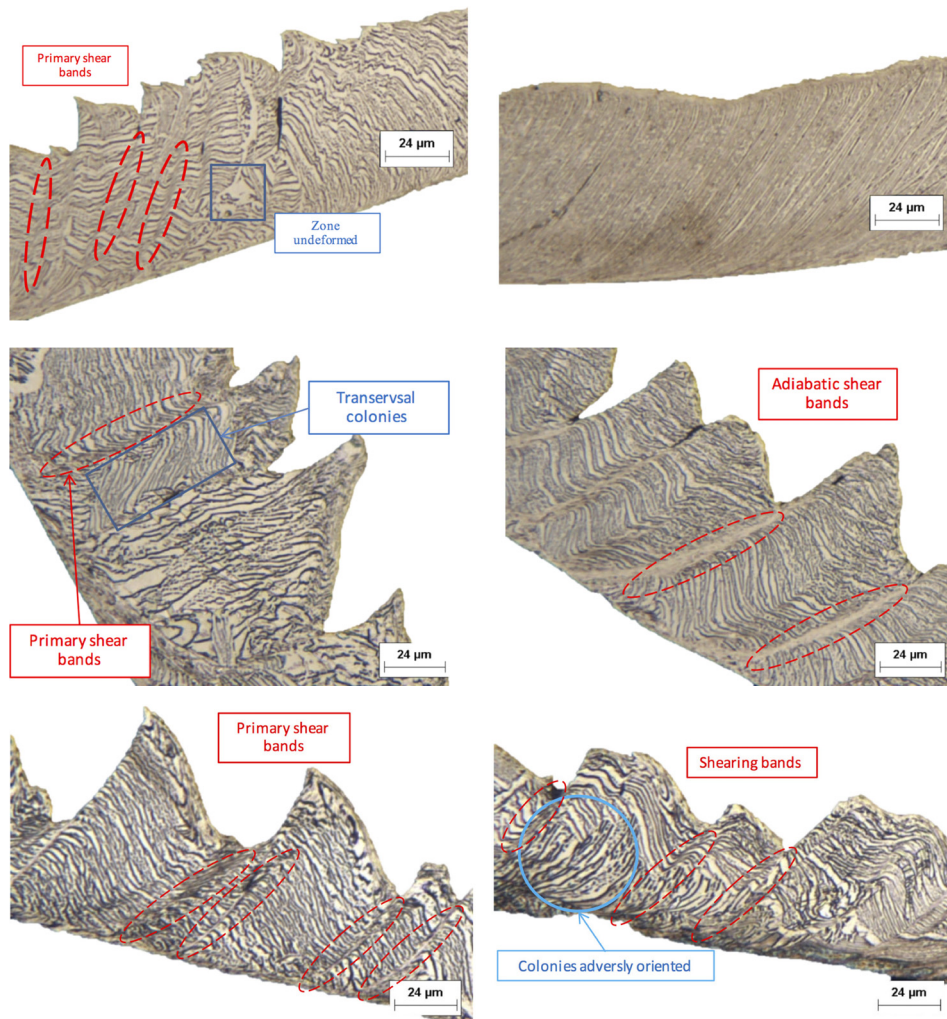 Primary shear
bands
24 µm
Zone
undeformed
24 µm
Transervsal
colonies
Primary shear
bands
24 µm
Adiabatic shear
bands
24 µm
Primary shear
bands
24 µm
Shearing bands
Colonies adversly oriented
24 µm